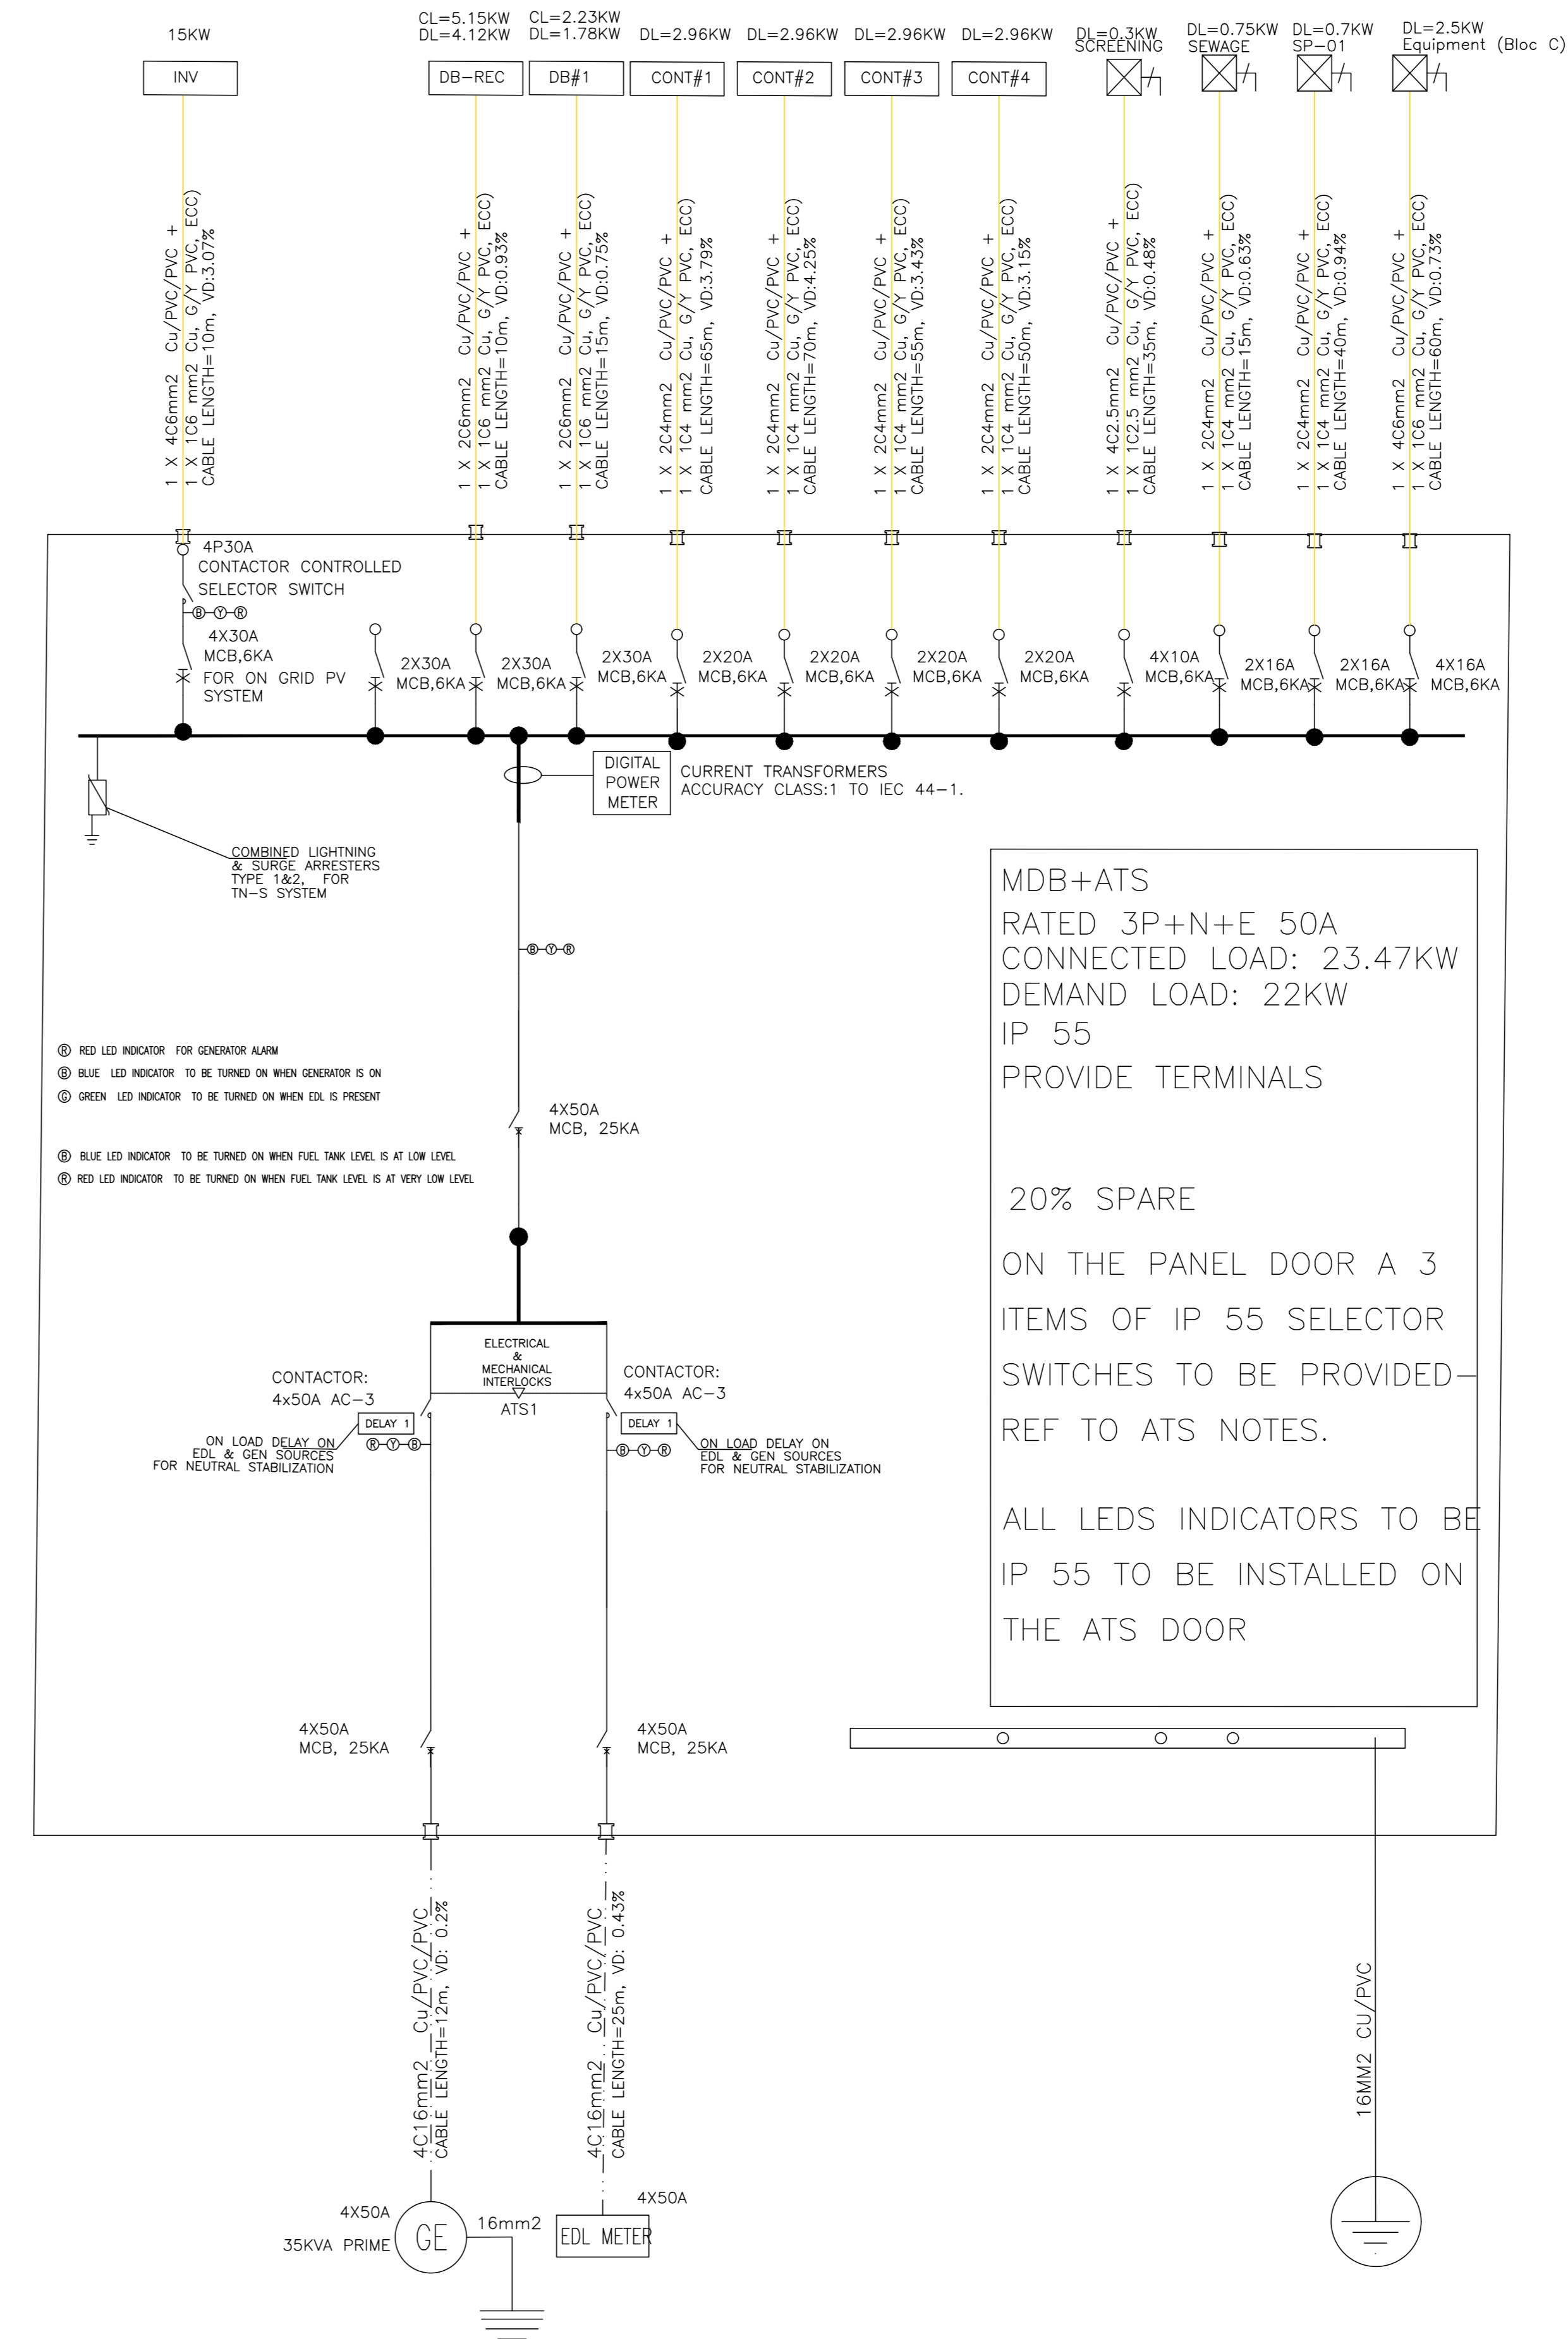 15KW
INV
CL=5.15KW
DL=4.12KW
DB-REC
CL=2.23KW
DL=1.78KW
DB#1
DL=2.96KW
CONT#1
DL=2.96KW
CONT#2
DL=2.96KW
CONT#3
DL=2.96KW
CONT#4
DL=0.3KW
SCREENING
DL=0.75KW
SEWAGE
DL=0.7KW
SP-01
DL=2.5KW
Equipment (Bloc C)
1 X 4C6mm2 Cu/PVC/PVC +
1 X 1C6 mm2 Cu, G/Y PVC, ECC)
CABLE LENGTH=10m, VD:3.07%
1 X 2C6mm2 Cu/PVC/PVC +
1 X 1C6 mm2 Cu, G/Y PVC, ECC)
CABLE LENGTH=10m, VD:0.93%
1 X 2C6mm2 Cu/PVC/PVC +
1 X 1C6 mm2 Cu, G/Y PVC, ECC)
CABLE LENGTH=15m, VD:0.75%
1 X 2C4mm2 Cu/PVC/PVC +
1 X 1C4 mm2 Cu, G/Y PVC, ECC)
CABLE LENGTH=65m, VD:3.79%
1 X 2C4mm2 Cu/PVC/PVC +
1 X 1C4 mm2 Cu, G/Y PVC, ECC)
CABLE LENGTH=70m, VD:4.25%
1 X 2C4mm2 Cu/PVC/PVC +
1 X 1C4 mm2 Cu, G/Y PVC, ECC)
CABLE LENGTH=55m, VD:3.43%
1 X 2C4mm2 Cu/PVC/PVC +
1 X 1C4 mm2 Cu, G/Y PVC, ECC)
CABLE LENGTH=50m, VD:3.15%
1 X 4C2.5mm2 Cu/PVC/PVC +
1 X 1C2.5 mm2 Cu, G/Y PVC, ECC)
CABLE LENGTH=35m, VD:0.48%
1 X 2C4mm2 Cu/PVC/PVC +
1 X 1C4 mm2 Cu, G/Y PVC, ECC)
CABLE LENGTH=15m, VD:0.63%
1 X 2C4mm2 Cu/PVC/PVC +
1 X 1C4 mm2 Cu, G/Y PVC, ECC)
CABLE LENGTH=40m, VD:0.94%
1 X 4C6mm2 Cu/PVC/PVC +
1 X 1C6 mm2 Cu, G/Y PVC, ECC)
CABLE LENGTH=60m, VD:0.73%
4P30A
CONTACTOR CONTROLLED
SELECTOR SWITCH
B Y R
4X30A
MCB,6KA
FOR ON GRID PV
SYSTEM
2X30A
MCB,6KA
2X30A
MCB,6KA
2X30A
MCB,6KA
2X20A
MCB,6KA
2X20A
MCB,6KA
2X20A
MCB,6KA
2X20A
MCB,6KA
4X10A
MCB,6KA
2X16A
MCB,6KA
2X16A
MCB,6KA
4X16A
MCB,6KA
DIGITAL
POWER
METER
CURRENT TRANSFORMERS
ACCURACY CLASS:1 TO IEC 44-1.
COMBINED LIGHTNING
& SURGE ARRESTERS
TYPE 1&2, FOR
TN-S SYSTEM
B Y R
MDB+ATS
RATED 3P+N+E 50A
CONNECTED LOAD: 23.47KW
DEMAND LOAD: 22KW
IP 55
PROVIDE TERMINALS
20% SPARE
ON THE PANEL DOOR A 3
ITEMS OF IP 55 SELECTOR
SWITCHES TO BE PROVIDED-
REF TO ATS NOTES.
ALL LEDS INDICATORS TO BE
IP 55 TO BE INSTALLED ON
THE ATS DOOR
R RED LED INDICATOR FOR GENERATOR ALARM
B BLUE LED INDICATOR TO BE TURNED ON WHEN GENERATOR IS ON
G GREEN LED INDICATOR TO BE TURNED ON WHEN EDL IS PRESENT
B BLUE LED INDICATOR TO BE TURNED ON WHEN FUEL TANK LEVEL IS AT LOW LEVEL
R RED LED INDICATOR TO BE TURNED ON WHEN FUEL TANK LEVEL IS AT VERY LOW LEVEL
4X50A
MCB, 25KA
ELECTRICAL
&
MECHANICAL
INTERLOCKS
ATS1
CONTACTOR:
4x50A AC-3
DELAY 1
R Y B
ON LOAD DELAY ON
EDL & GEN SOURCES
FOR NEUTRAL STABILIZATION
CONTACTOR:
4x50A AC-3
DELAY 1
B Y R
ON LOAD DELAY ON
EDL & GEN SOURCES
FOR NEUTRAL STABILIZATION
4X50A
MCB, 25KA
4X50A
MCB, 25KA
4C16mm2 Cu/PVC/PVC
CABLE LENGTH=12m, VD: 0.2%
4C16mm2 Cu/PVC/PVC
CABLE LENGTH=25m, VD: 0.43%
16MM2 CU/PVC
4X50A
35KVA PRIME
GE
16mm2
4X50A
EDL METER